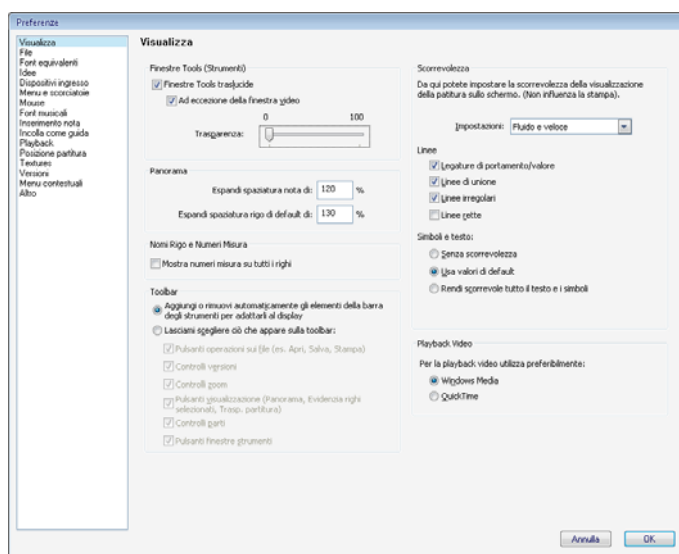 Preferenze
Visualizza
File
Font equivalenti
Idee
Dispositivi ingresso
Menu e scorciatoie
Mouse
Font musicali
Inserimento nota
Incolla come guida
Playback
Posizione partitura
Textures
Versioni
Menu contestuali
Altro
Visualizza
Finestre Tools (Strumenti)
Finestre Tools traslucide
Ad eccezione della finestra video
0 100
Trasparenza:
Panorama
Espandi spaziatura nota di: 120 %
Espandi spaziatura rigo di default di: 130 %
Nomi Rigo e Numeri Misura
Mostra numeri misura su tutti i righi
Toolbar
Aggiungi o rimuovi automaticamente gli elementi della barra
degli strumenti per adattarli al display
Lasciami scegliere ciò che appare sulla toolbar:
Pulsanti operazioni sui file (es. Apri, Salva, Stampa)
Controlli versioni
Controlli zoom
Pulsanti visualizzazione (Panorama, Evidenzia righi
selezionati, Trasp. partitura)
Controlli parti
Pulsanti finestre strumenti
Scorrevolezza
Da qui potete impostare la scorrevolezza della visualizzazione
della patitura sullo schermo. (Non influenza la stampa).
Impostazioni: Fluido e veloce
Linee
Legature di portamento/valore
Linee di unione
Linee irregolari
Linee rette
Simboli e testo:
Senza scorrevolezza
Usa valori di default
Rendi scorrevole tutto il testo e i simboli
Playback Video
Per la playback video utilizza preferibilmente:
Windows Media
QuickTime
Annulla OK